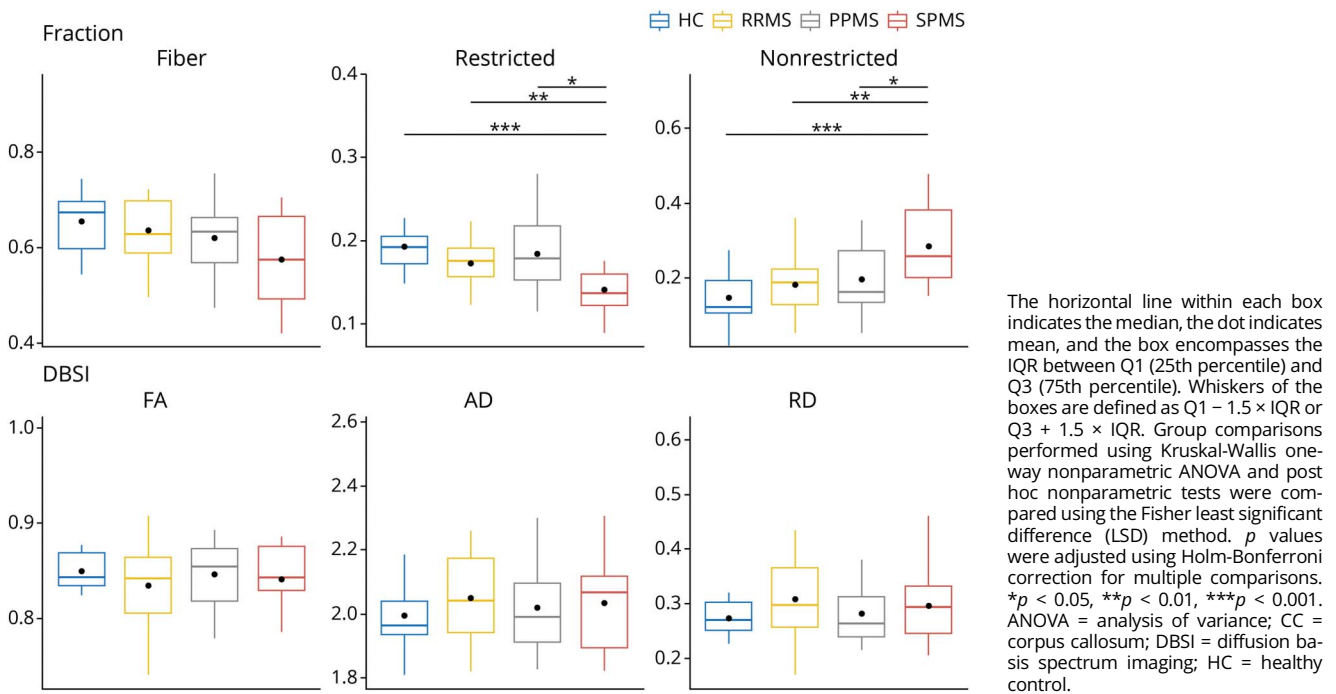 HC RRMS PPMS SPMS
Fraction
Fiber
Restricted
Nonrestricted
0.8
0.6
0.4
0.4
0.3
0.2
0.1
*
**
***
0.6
0.4
0.2
*
**
***
DBSI
FA
AD
RD
1.0
0.9
0.8
2.6
2.4
2.2
2.0
1.8
0.6
0.5
0.4
0.3
0.2
The horizontal line within each box
indicates the median, the dot indicates
mean, and the box encompasses the
IQR between Q1 (25th percentile) and
Q3 (75th percentile). Whiskers of the
boxes are defined as Q1 − 1.5 × IQR or
Q3 + 1.5 × IQR. Group comparisons
performed using Kruskal-Wallis one-
way nonparametric ANOVA and post
hoc nonparametric tests were com-
pared using the Fisher least significant
difference (LSD) method. p values
were adjusted using Holm-Bonferroni
correction for multiple comparisons.
*p < 0.05, **p < 0.01, ***p < 0.001.
ANOVA = analysis of variance; CC =
corpus callosum; DBSI = diffusion ba-
sis spectrum imaging; HC = healthy
control.